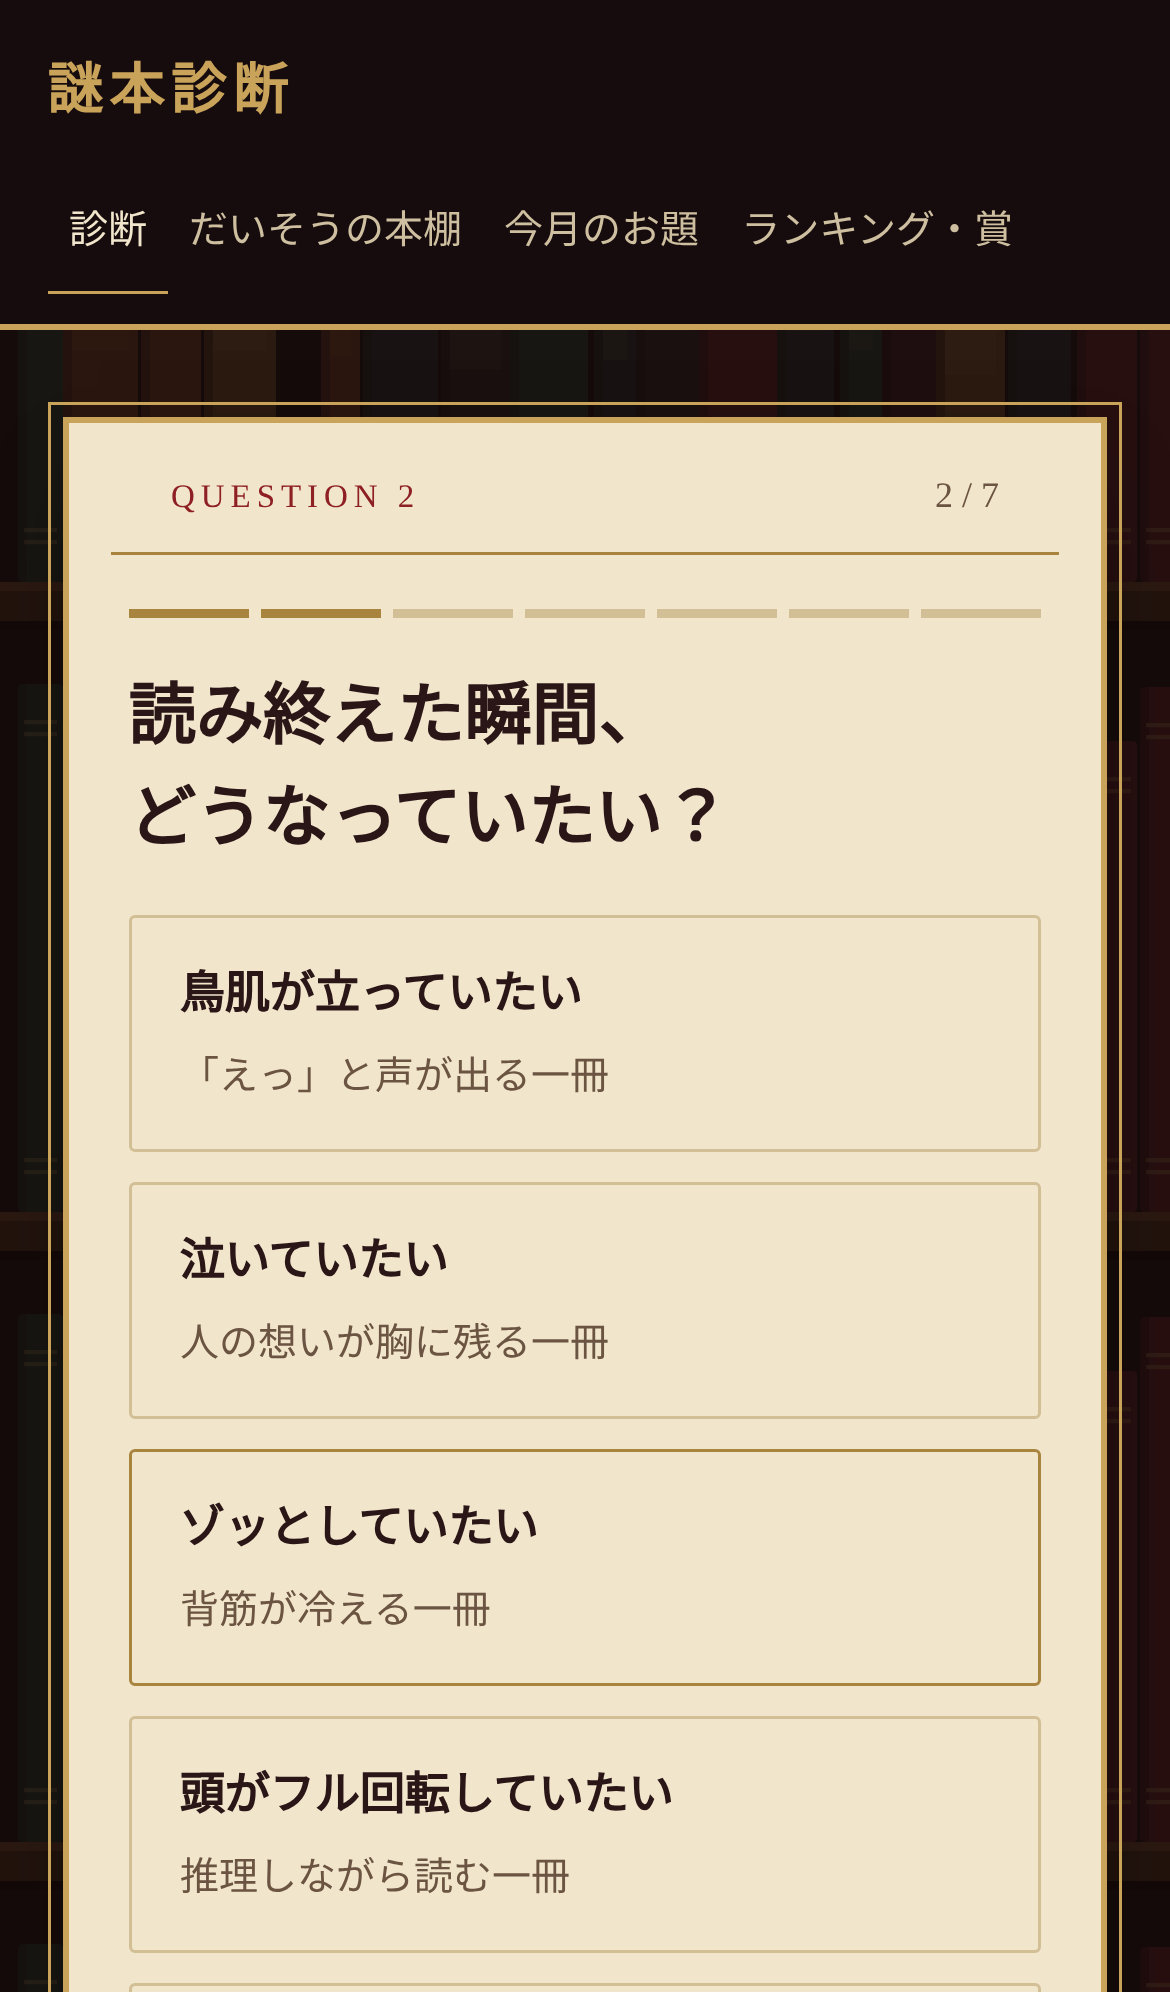 謎本診断
診断 だいそうの本棚 今月のお題 ランキング・賞
QUESTION 2 2 / 7
読み終えた瞬間、
どうなっていたい？
鳥肌が立っていたい
「えっ」と声が出る一冊
泣いていたい
人の想いが胸に残る一冊
ゾッとしていたい
背筋が冷える一冊
頭がフル回転していたい
推理しながら読む一冊